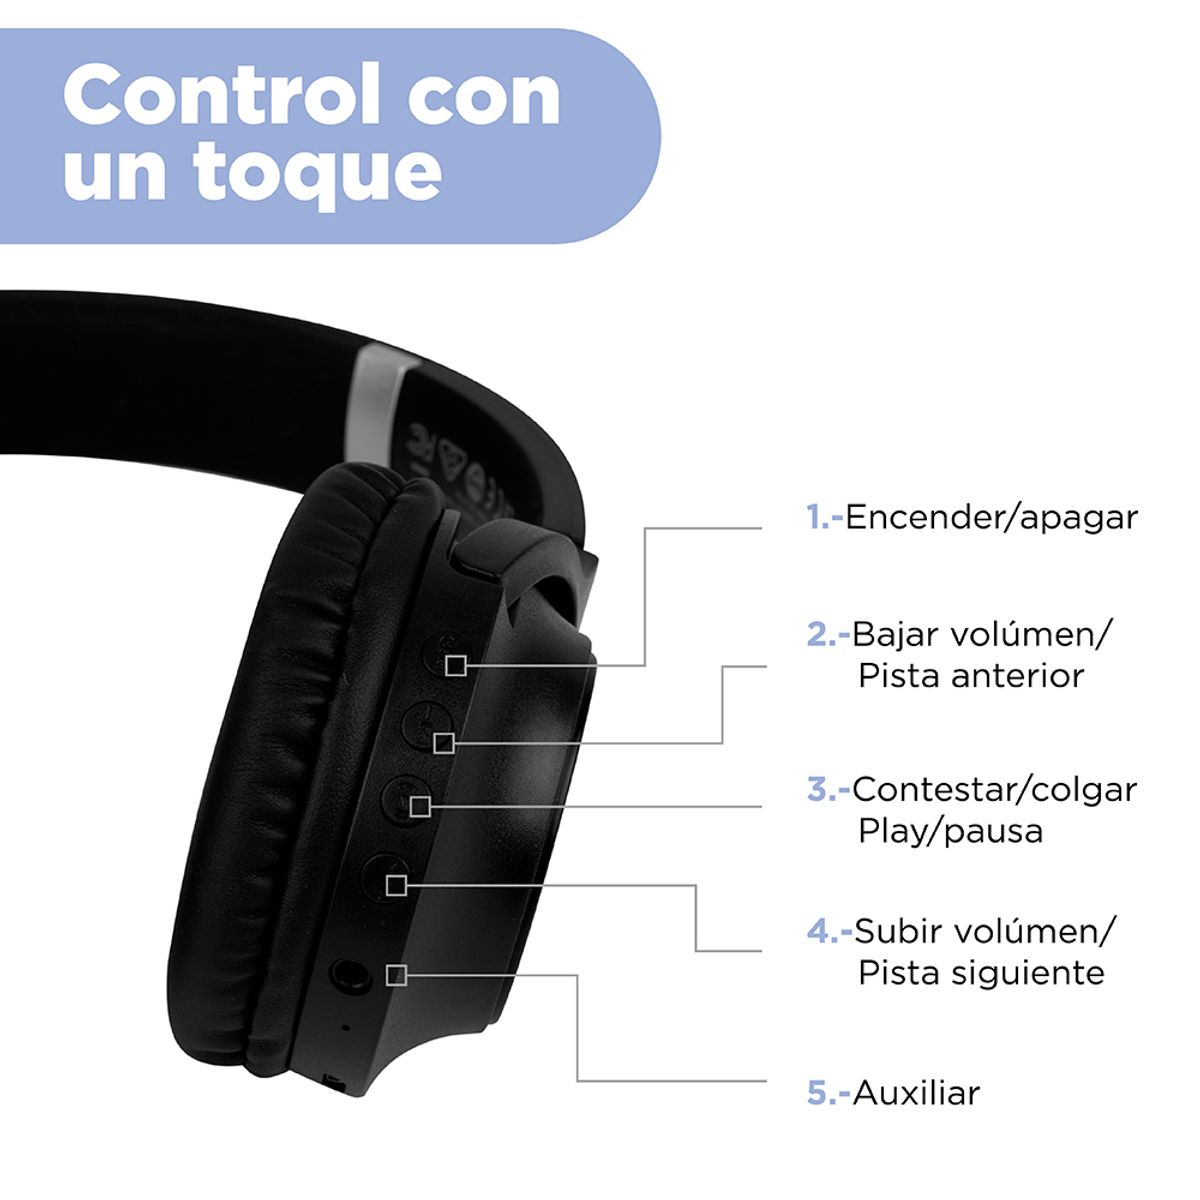 Control con
un toque
1.-Encender/apagar
2.-Bajar volúmen/
Pista anterior
3.-Contestar/colgar
Play/pausa
4.-Subir volúmen/
Pista siguiente
5.-Auxiliar